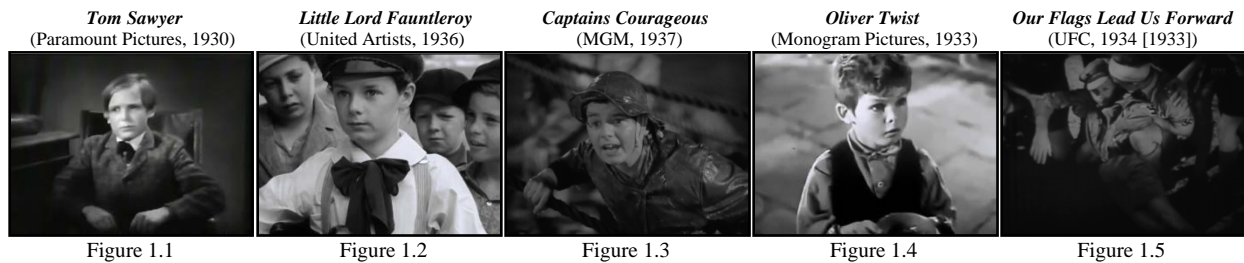 Tom Sawyer
(Paramount Pictures, 1930)
Little Lord Fauntleroy
(United Artists, 1936)
Captains Courageous
(MGM, 1937)
Oliver Twist
(Monogram Pictures, 1933)
Our Flags Lead Us Forward
(UFC, 1934 [1933])
Figure 1.1
Figure 1.2
Figure 1.3
Figure 1.4
Figure 1.5